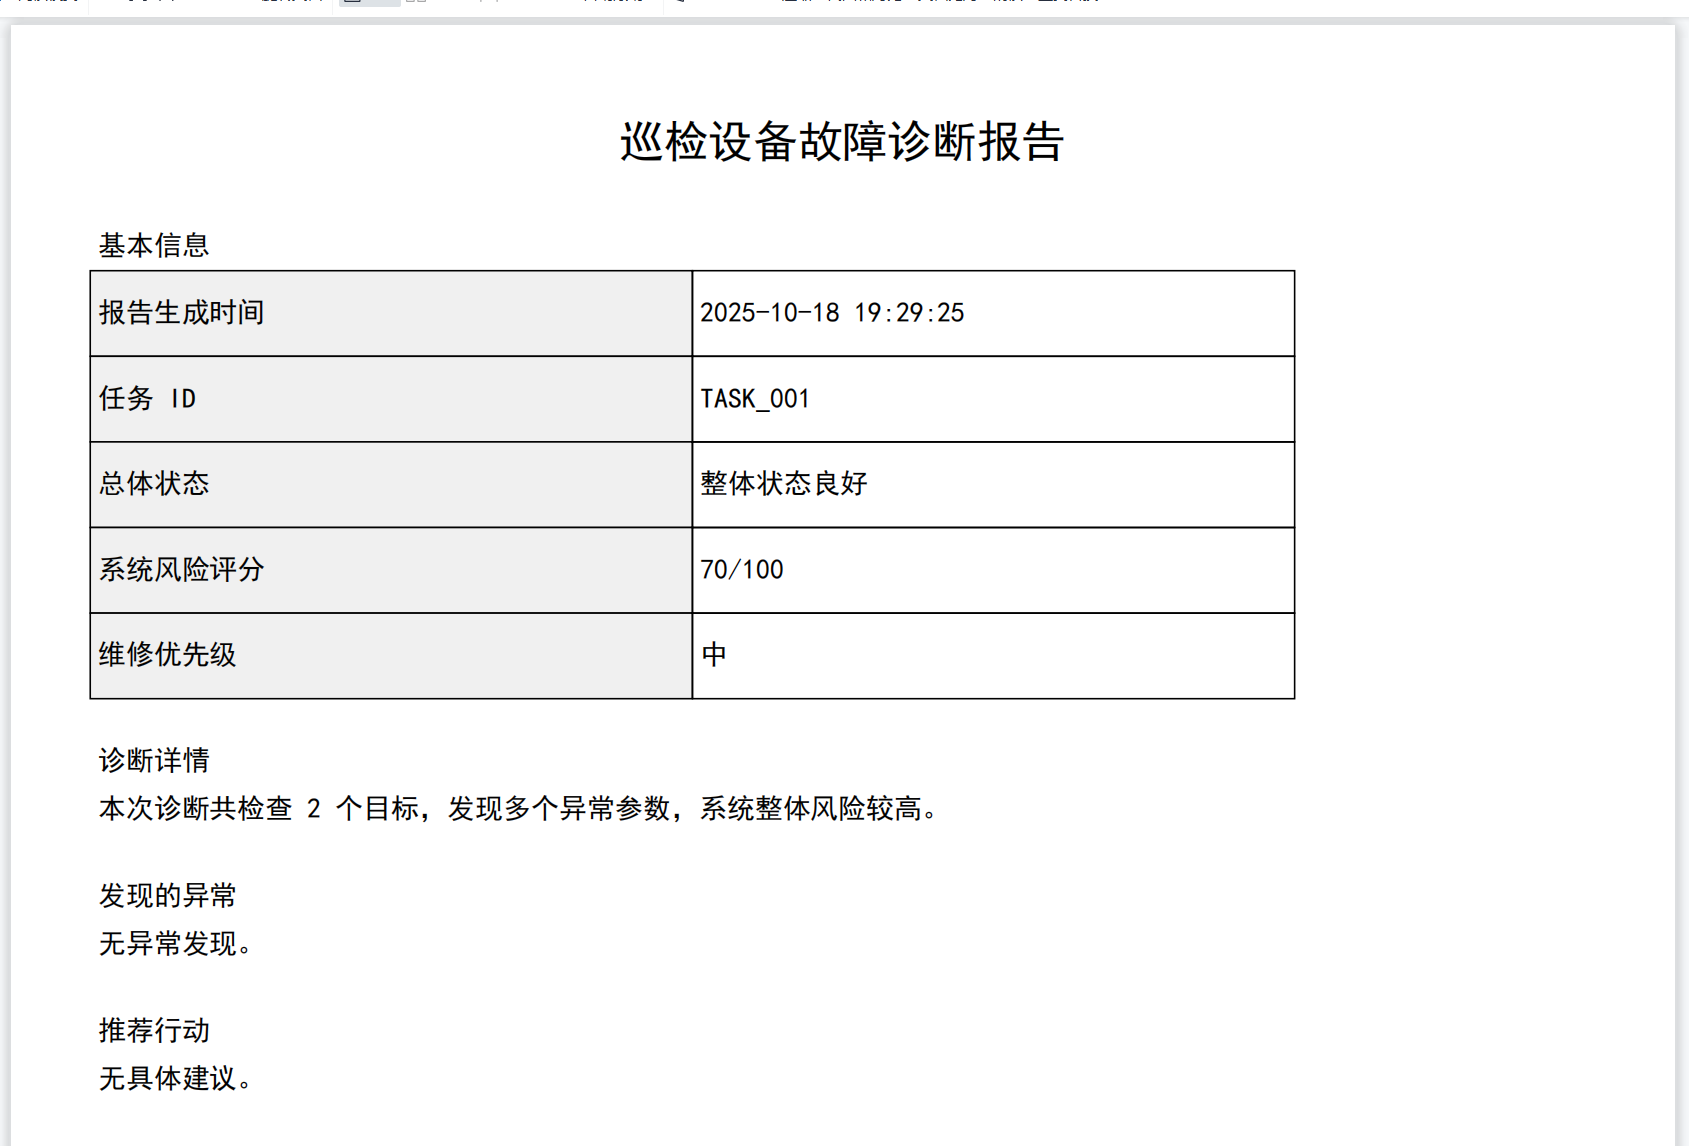 巡检设备故障诊断报告
基本信息
报告生成时间 2025-10-18 19:29:25
任务 ID TASK_001
总体状态 整体状态良好
系统风险评分 70/100
维修优先级 中
诊断详情
本次诊断共检查 2 个目标，发现多个异常参数，系统整体风险较高。
发现的异常
无异常发现。
推荐行动
无具体建议。